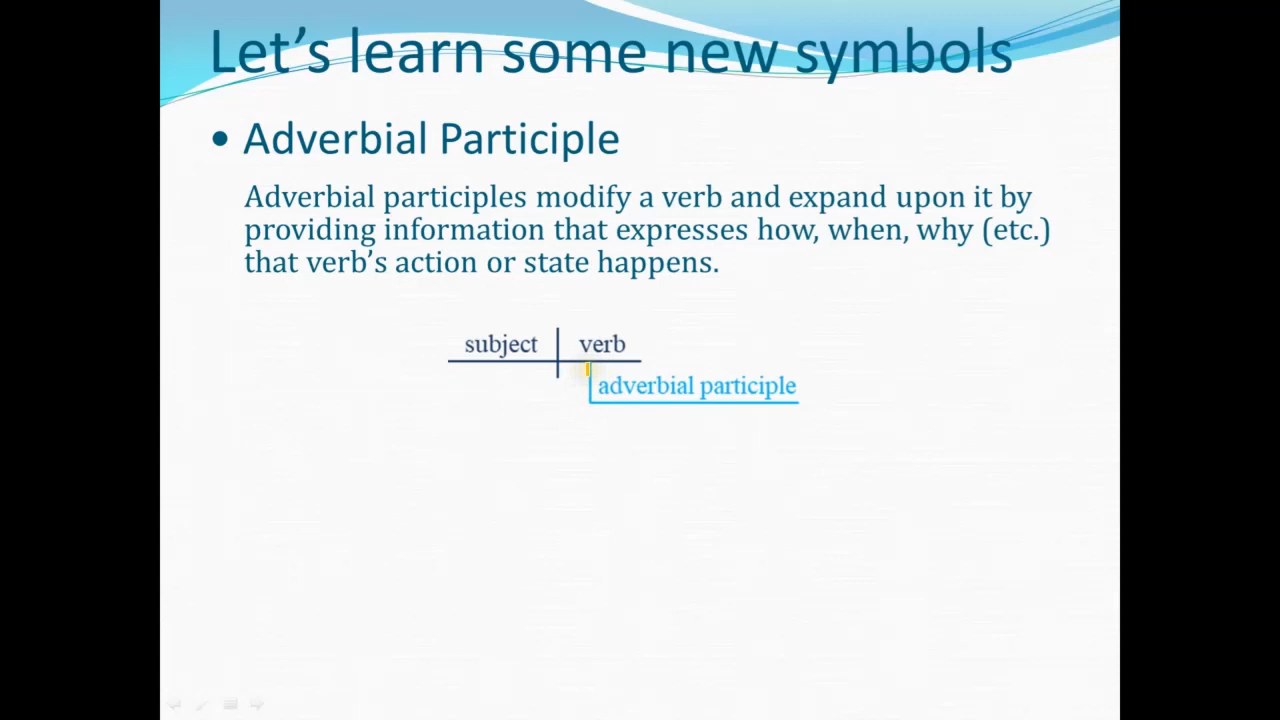 Let's learn some new symbols
• Adverbial Participle
Adverbial participles modify a verb and expand upon it by
providing information that expresses how, when, why (etc.)
that verb's action or state happens.
subject verb
adverbial participle